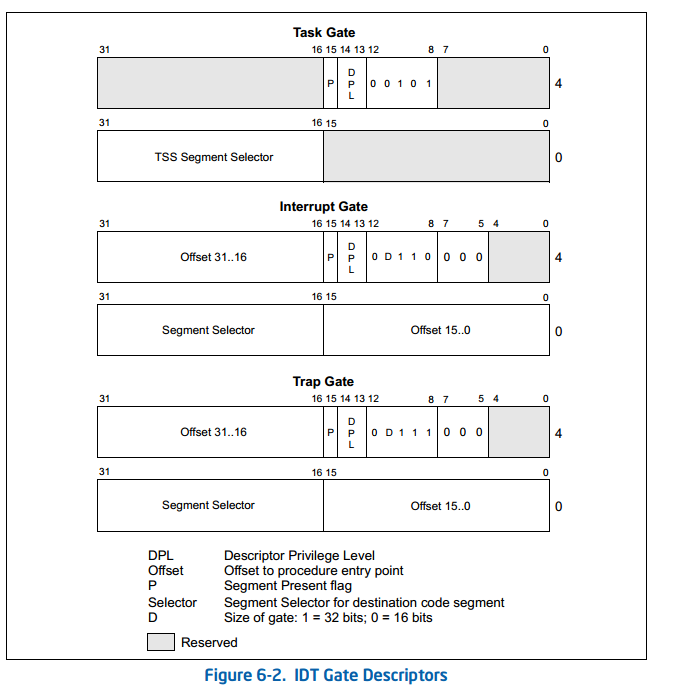 Task Gate
31 16 15 14 13 12 8 7 0
P D P L 0 0 1 0 1 4
31 16 15 0
TSS Segment Selector 0
Interrupt Gate
31 16 15 14 13 12 8 7 5 4 0
Offset 31..16 P D P L 0 D 1 1 0 0 0 0 4
31 16 15 0
Segment Selector Offset 15..0 0
Trap Gate
31 16 15 14 13 12 8 7 5 4 0
Offset 31..16 P D P L 0 D 1 1 1 0 0 0 4
31 16 15 0
Segment Selector Offset 15..0 0
DPL Descriptor Privilege Level
Offset Offset to procedure entry point
P Segment Present flag
Selector Segment Selector for destination code segment
D Size of gate: 1 = 32 bits; 0 = 16 bits
Reserved
Figure 6-2. IDT Gate Descriptors